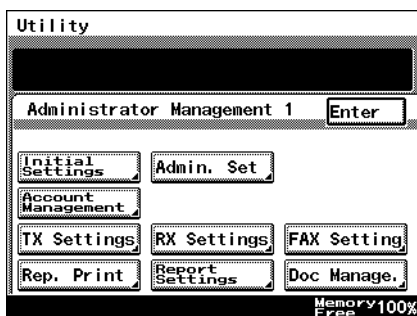 Utility
Administrator Management 1 Enter
Initial
Settings
Admin. Set
Account
Management
TX Settings RX Settings FAX Setting
Rep. Print
Report
Settings
Doc Manage.
Memory
Free 100%